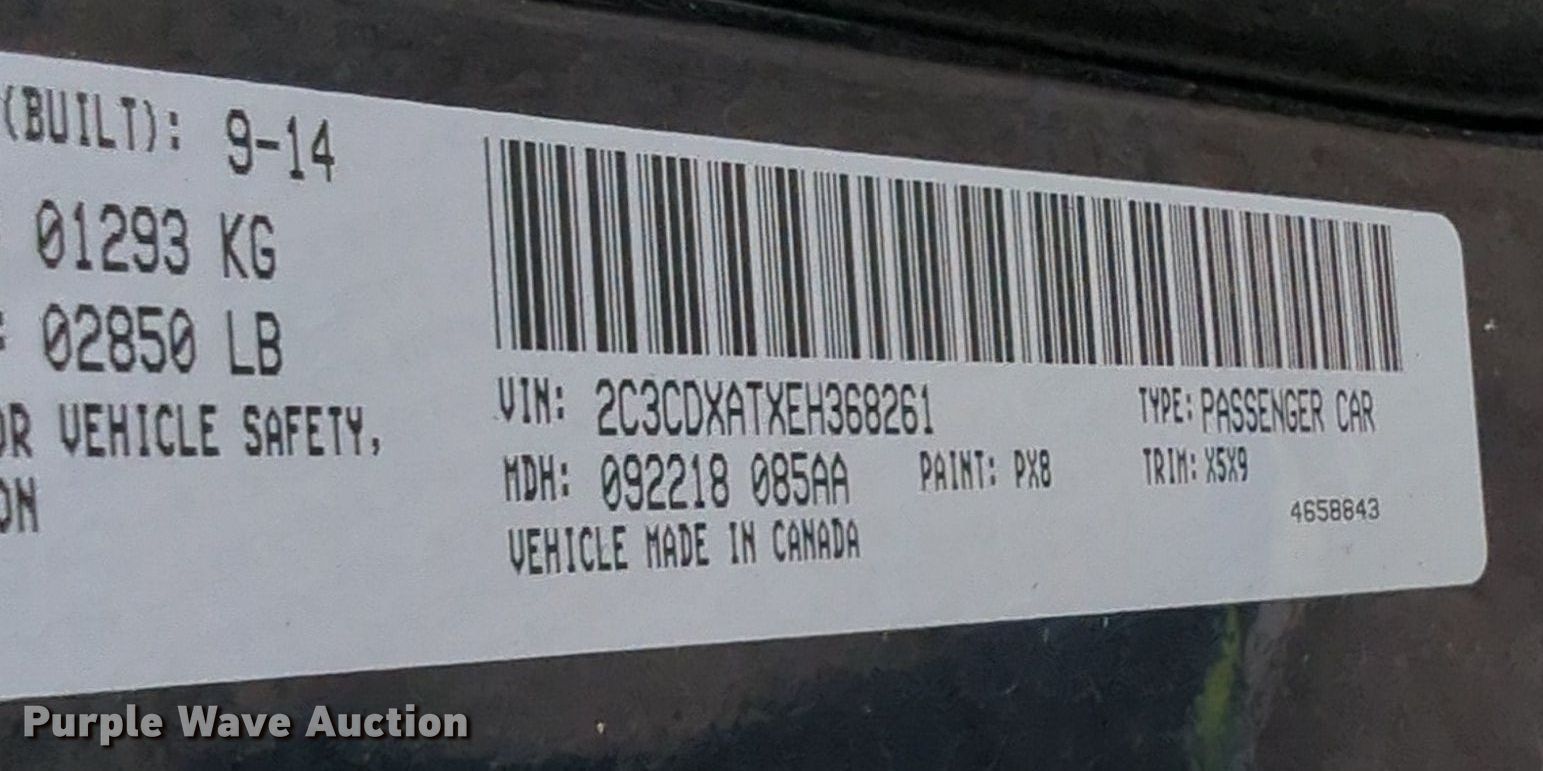 (BUILT): 9-14
01293 KG
: 02850 LB
OR VEHICLE SAFETY,
ON
VIN: 2C3CDXATXEH368261 TYPE: PASSENGER CAR
MDH: 092218 085AA PAINT: PX8 TRIM: X5X9
VEHICLE MADE IN CANADA 4658843
Purple Wave Auction